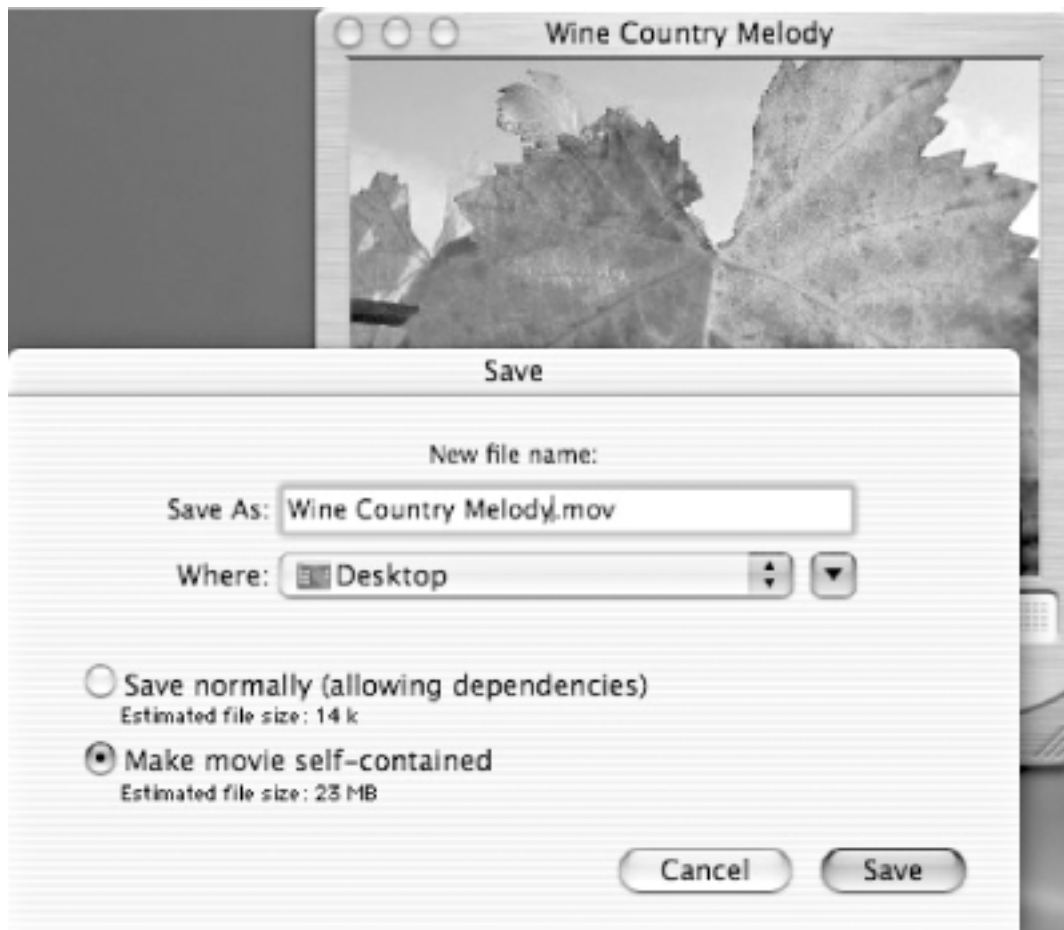 Wine Country Melody
Save
New file name:
Save As: Wine Country Melody.mov
Where: Desktop
Save normally (allowing dependencies)
Estimated file size: 14 k
Make movie self-contained
Estimated file size: 23 MB
Cancel Save